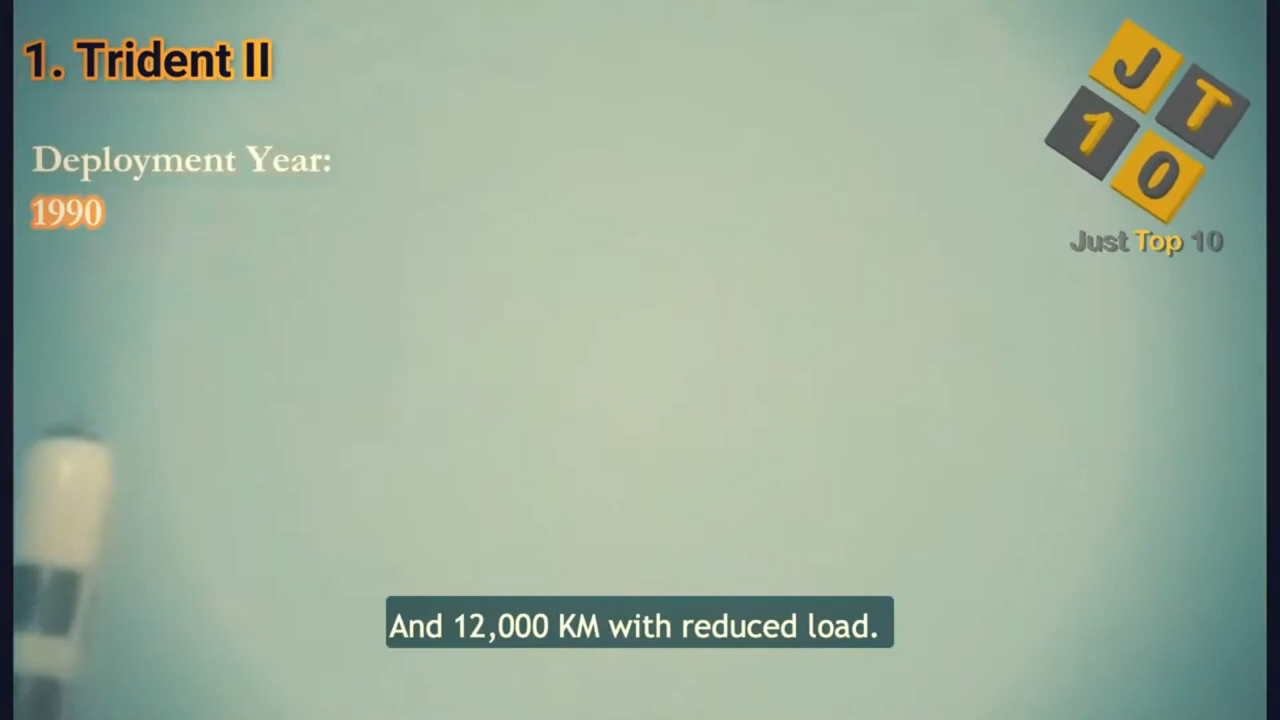 1. Trident II
Deployment Year:
1990
J
T
1
0
Just Top 10
And 12,000 KM with reduced load.